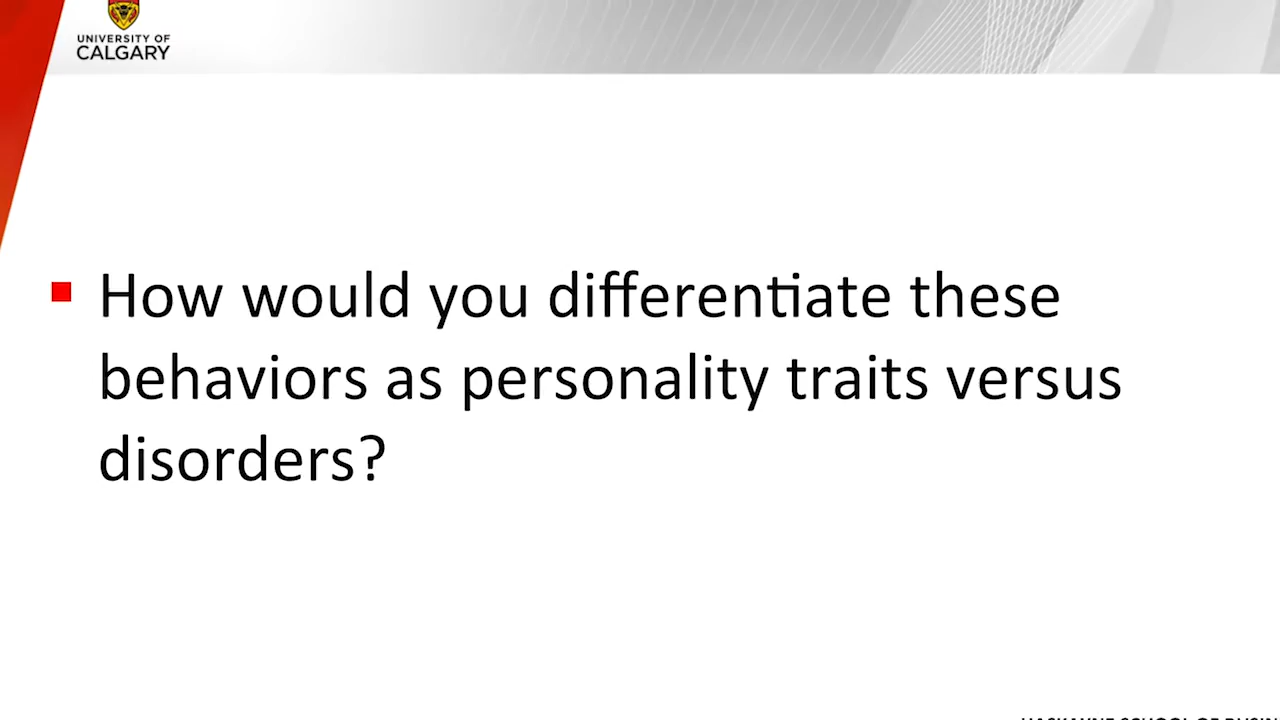 UNIVERSITY OF
CALGARY
How would you differentiate these
behaviors as personality traits versus
disorders?